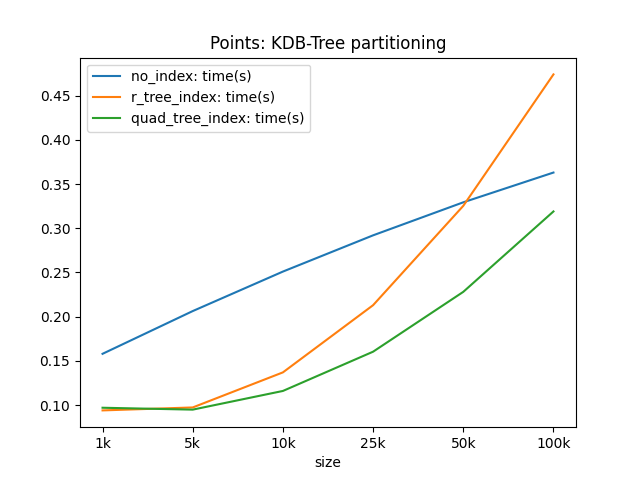 Points: KDB-Tree partitioning
no_index: time(s)
r_tree_index: time(s)
quad_tree_index: time(s)
0.45
0.40
0.35
0.30
0.25
0.20
0.15
0.10
1k 5k 10k 25k 50k 100k
size